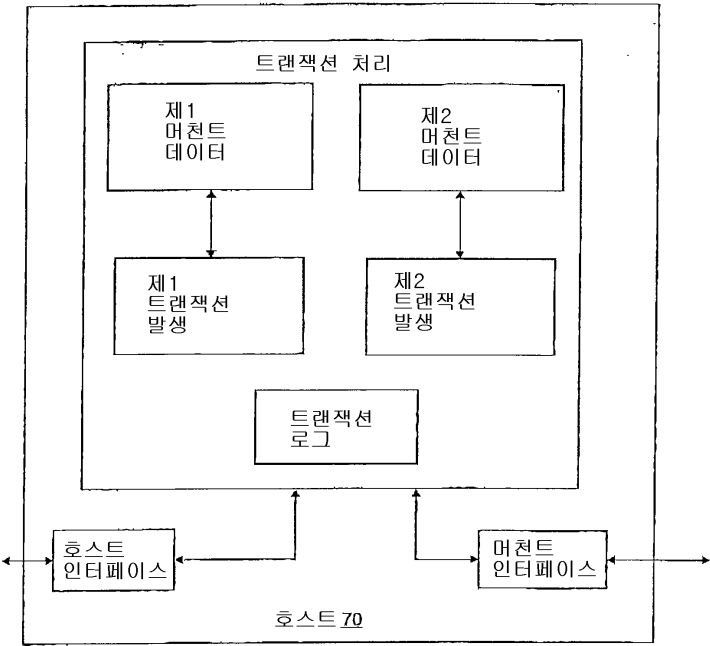 트랜잭션 처리
제1
머천트
데이터
제2
머천트
데이터
제1
트랜잭션
발생
제2
트랜잭션
발생
트랜잭션
로그
호스트
인터페이스
머천트
인터페이스
호스트 70